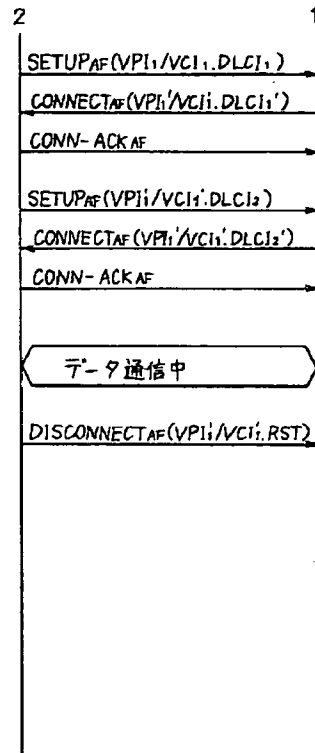 2 1
SETUPAF(VPI₁/VCI₁.DLCI₁)
CONNECTAF(VPI₁'/VCI₁'.DLCI₁')
CONN-ACKAF
SETUPAF(VPI₁'/VCI₁'.DLCI₂)
CONNECTAF(VPI₁'/VCI₁'.DLCI₂')
CONN-ACKAF
データ通信中
DISCONNECTAF(VPI₁'/VCI₁'.RST)